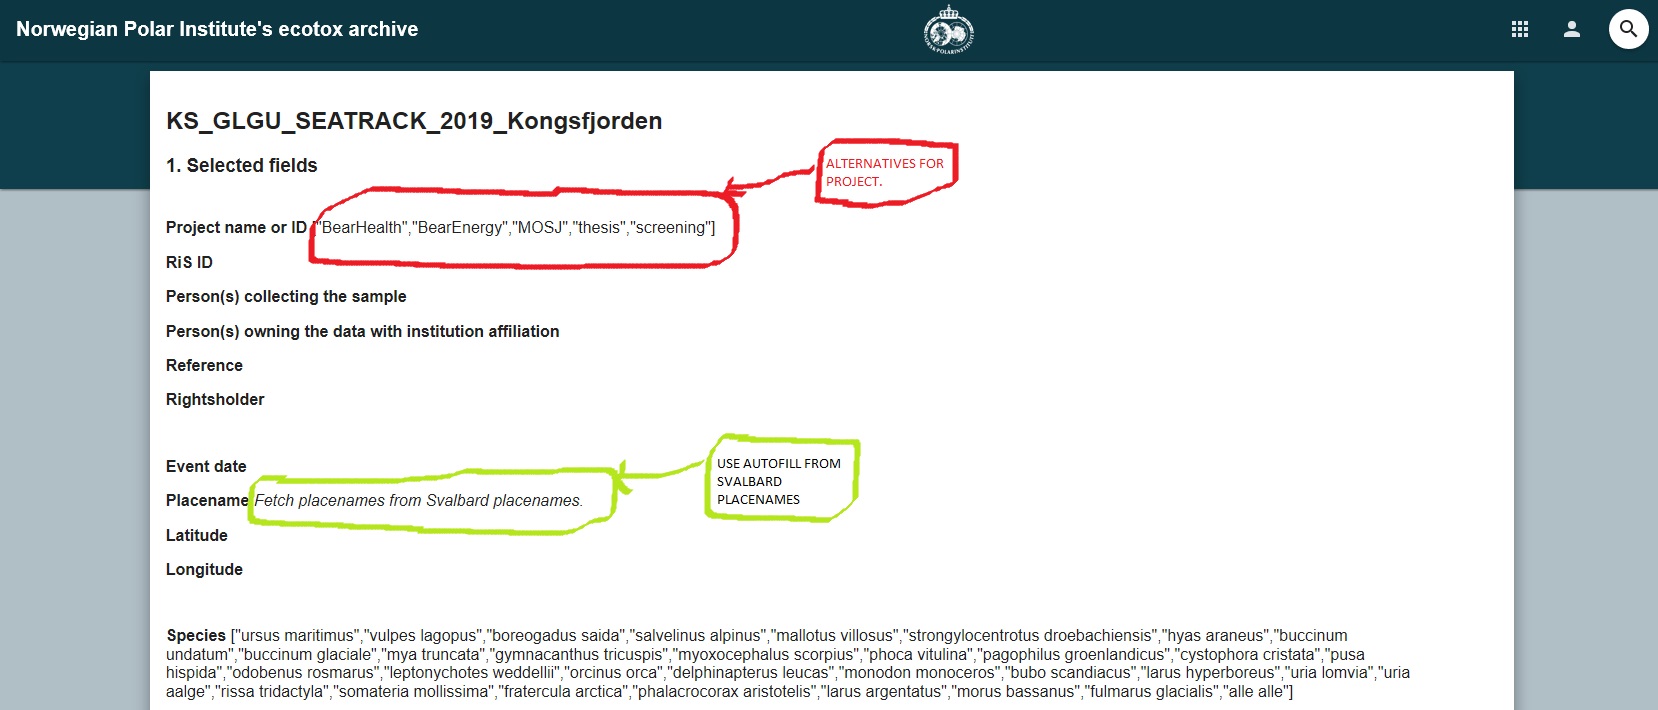 Norwegian Polar Institute's ecotox archive
KS_GLGU_SEATRACK_2019_Kongsfjorden
1. Selected fields
ALTERNATIVES FOR
PROJECT.
Project name or ID ["BearHealth","BearEnergy","MOSJ","thesis","screening"]
RiS ID
Person(s) collecting the sample
Person(s) owning the data with institution affiliation
Reference
Rightsholder
Event date
USE AUTOFILL FROM
SVALBARD
PLACENAMES
Placename Fetch placenames from Svalbard placenames.
Latitude
Longitude
Species ["ursus maritimus","vulpes lagopus","boreogadus saida","salvelinus alpinus","mallotus villosus","strongylocentrotus droebachiensis","hyas araneus","buccinum
undatum","buccinum glaciale","mya truncata","gymnacanthus tricuspis","myoxocephalus scorpius","phoca vitulina","pagophilus groenlandicus","cystophora cristata","pusa
hispida","odobenus rosmarus","leptonychotes weddellii","orcinus orca","delphinapterus leucas","monodon monoceros","bubo scandiacus","larus hyperboreus","uria lomvia","uria
aalge","rissa tridactyla","somateria mollissima","fratercula arctica","phalacrocorax aristotelis","larus argentatus","morus bassanus","fulmarus glacialis","alle alle"]